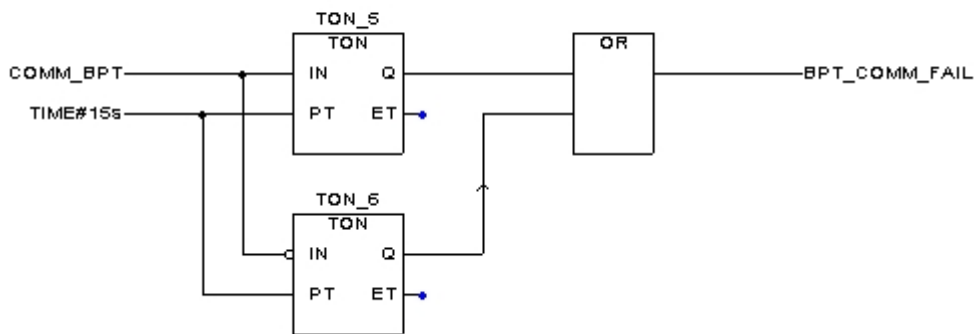 TON_5
TON OR
COMM_BPT IN Q BPT_COMM_FAIL
TIME#15s PT ET
TON_6
TON
IN Q
PT ET